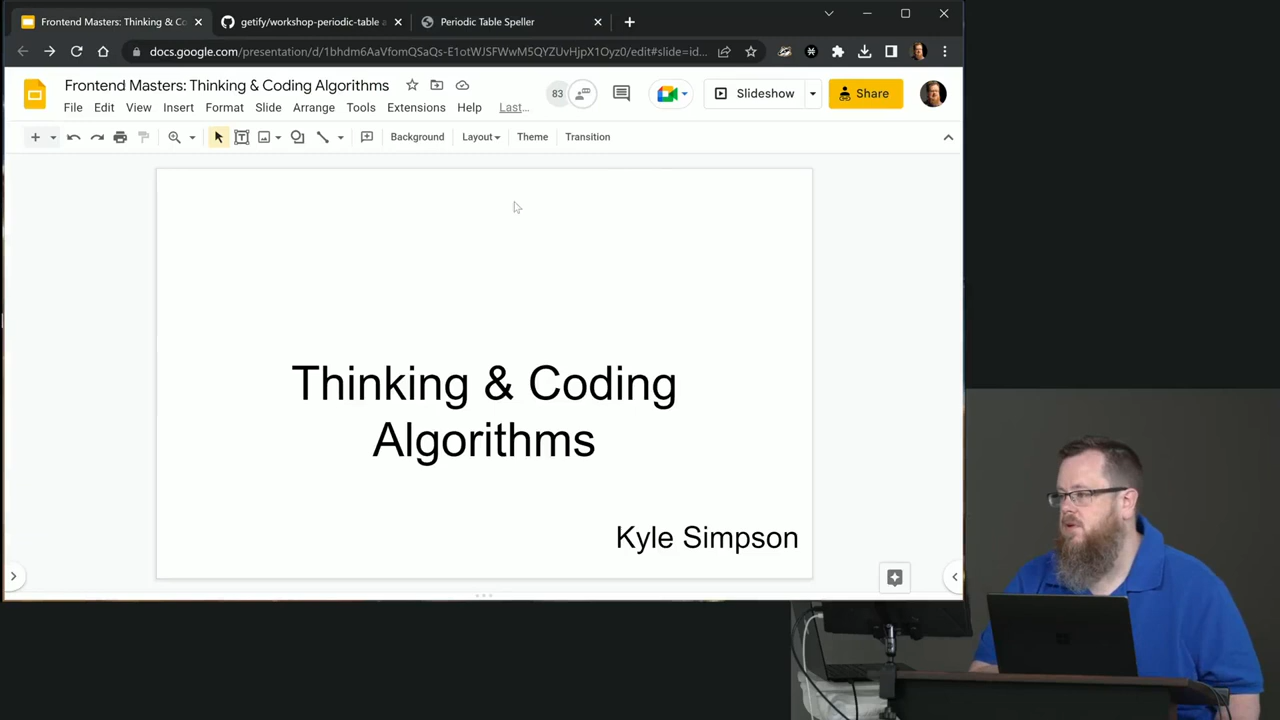 Frontend Masters: Thinking & Co
getify/workshop-periodic-table a
Periodic Table Speller
docs.google.com/presentation/d/1bhdm6AaVfomQSaQs-E1otWJSFWwM5QYZUvHjpX1Oyz0/edit#slide=id...
Frontend Masters: Thinking & Coding Algorithms
83
Slideshow
Share
File Edit View Insert Format Slide Arrange Tools Extensions Help Last...
Background Layout Theme Transition
Thinking & Coding
Algorithms
Kyle Simpson